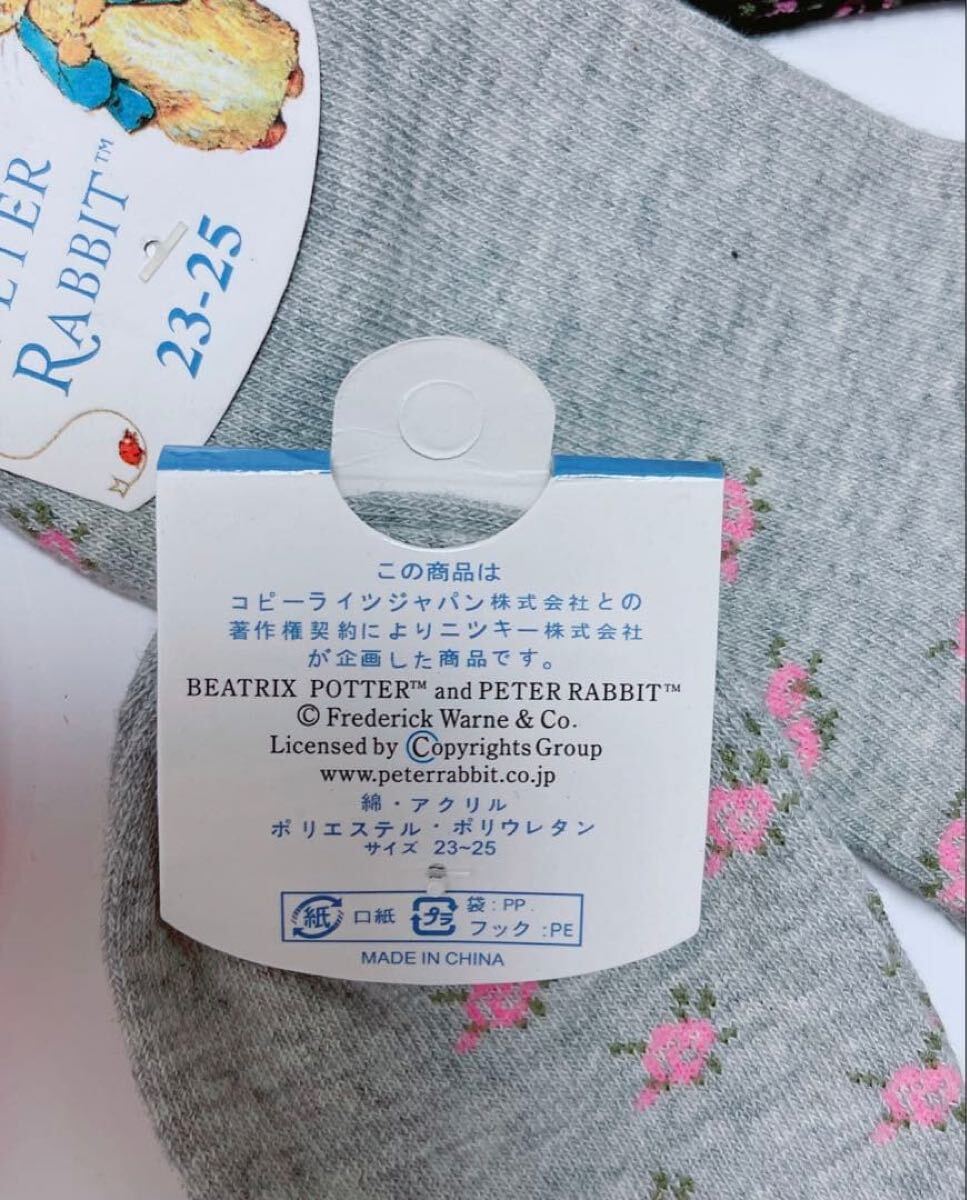 RABBIT™
23-25
この商品は
コピーライツジャパン株式会社との
著作権契約によりニツキー株式会社
が企画した商品です。
BEATRIX POTTER™ and PETER RABBIT™
© Frederick Warne & Co.
Licensed by Copyrights Group
www.peterrabbit.co.jp
綿・アクリル
ポリエステル・ポリウレタン
サイズ 23~25
紙 口紙 プラ 袋:PP.
フック:PE
MADE IN CHINA